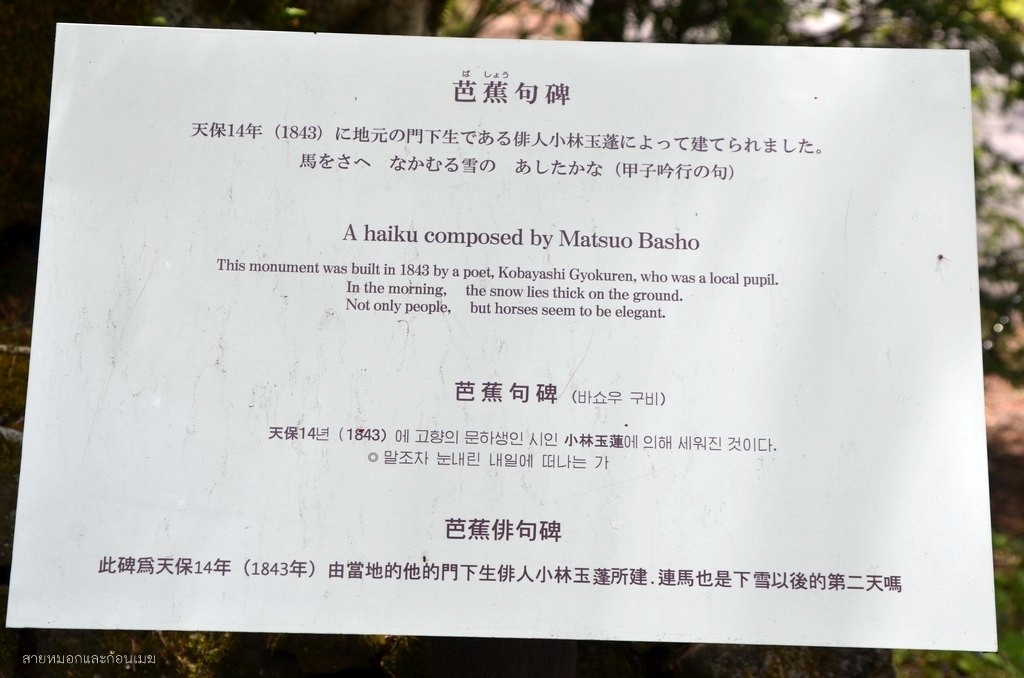 ば しょう
芭蕉句碑
天保14年（1843）に地元の門下生である俳人小林玉蓬によって建てられました。
馬をさへ　なかむる雪の　あしたかな（甲子吟行の句）
A haiku composed by Matsuo Basho
This monument was built in 1843 by a poet, Kobayashi Gyokuren, who was a local pupil.
In the morning, the snow lies thick on the ground.
Not only people, but horses seem to be elegant.
芭蕉句碑 (바쇼우 구비)
天保14년（1843）에 고향의 문하생인 시인 小林玉蓮에 의해 세워진 것이다.
◎ 말조차 눈내린 내일에 떠나는 가
芭蕉俳句碑
此碑爲天保14年（1843年）由當地的他的門下生俳人小林玉蓬所建.連馬也是下雪以後的第二天嗎
สายหมอกและก้อนเมฆ